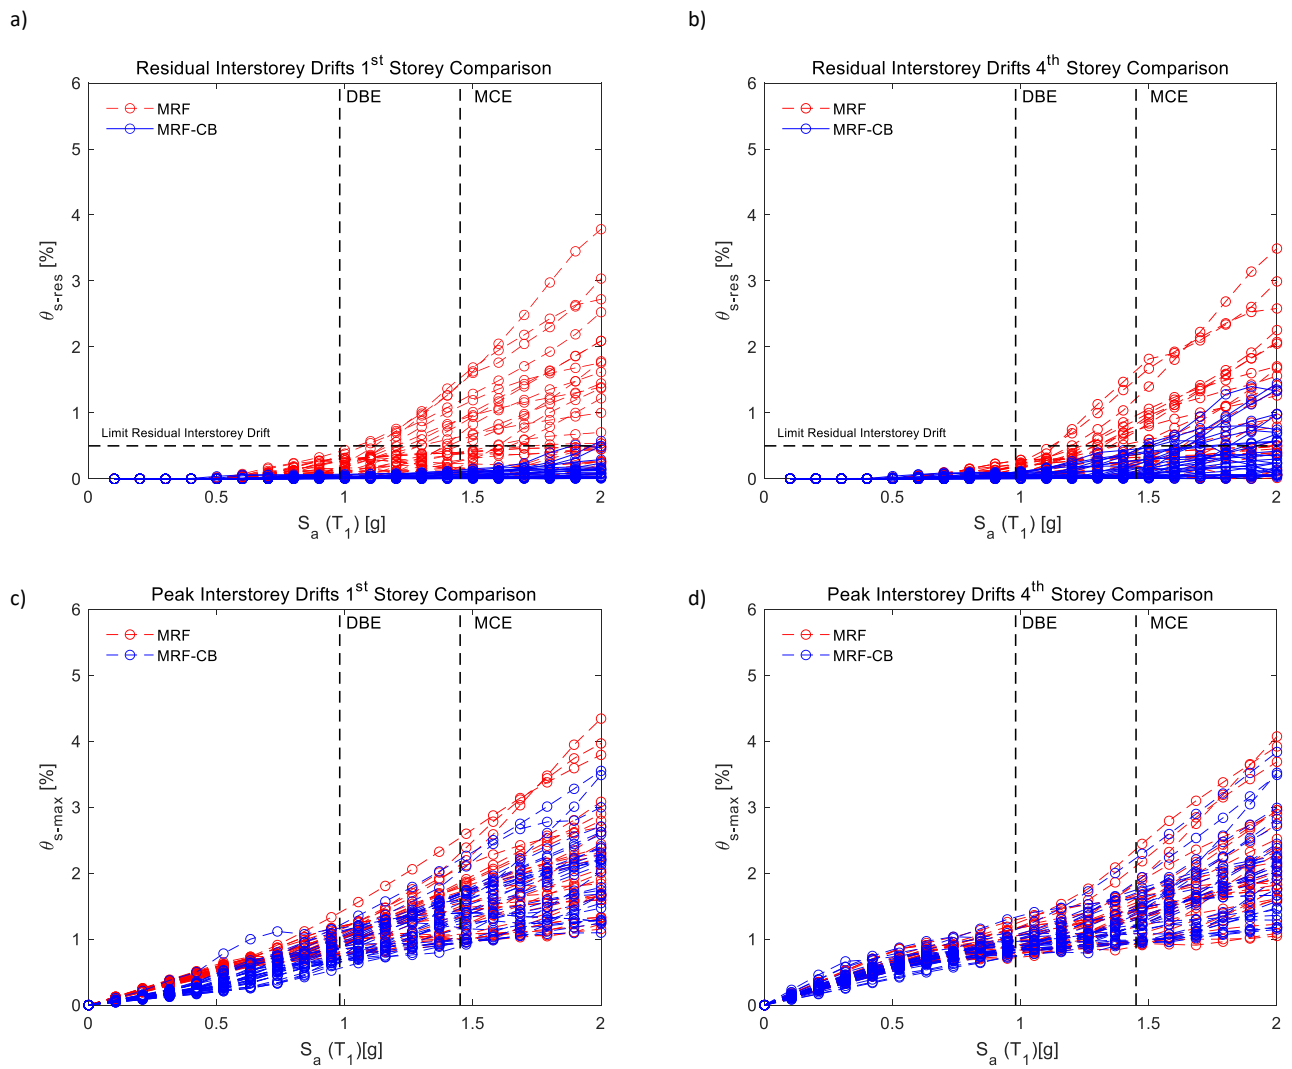 a)
Residual Interstorey Drifts 1st Storey Comparison
6
5
4
3
2
1
0
θs-res [%]
MRF
MRF-CB
DBE
MCE
Limit Residual Interstorey Drift
0 0.5 1 1.5 2
Sa (T1) [g]
b)
Residual Interstorey Drifts 4th Storey Comparison
6
5
4
3
2
1
0
θs-res [%]
MRF
MRF-CB
DBE
MCE
Limit Residual Interstorey Drift
0 0.5 1 1.5 2
Sa (T1) [g]
c)
Peak Interstorey Drifts 1st Storey Comparison
6
5
4
3
2
1
0
θs-max [%]
MRF
MRF-CB
DBE
MCE
0 0.5 1 1.5 2
Sa (T1)[g]
d)
Peak Interstorey Drifts 4th Storey Comparison
6
5
4
3
2
1
0
θs-max [%]
MRF
MRF-CB
DBE
MCE
0 0.5 1 1.5 2
Sa (T1)[g]